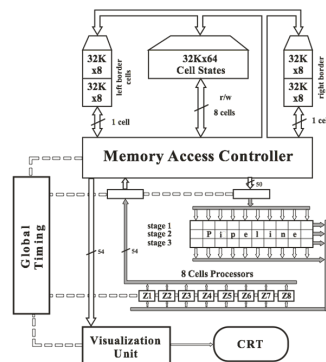 32K
x8
32K
x8
left border
cells
32Kx64
Cell States
32K
x8
32K
x8
right border
1 cell
r/w
8 cells
1 ce
Memory Access Controller
50
stage 1
stage 2
stage 3
Pipeline
Global
Timing
54
54
8 Cells Processors
Z1 Z2 Z3 Z4 Z5 Z6 Z7 Z8
Visualization
Unit
CRT